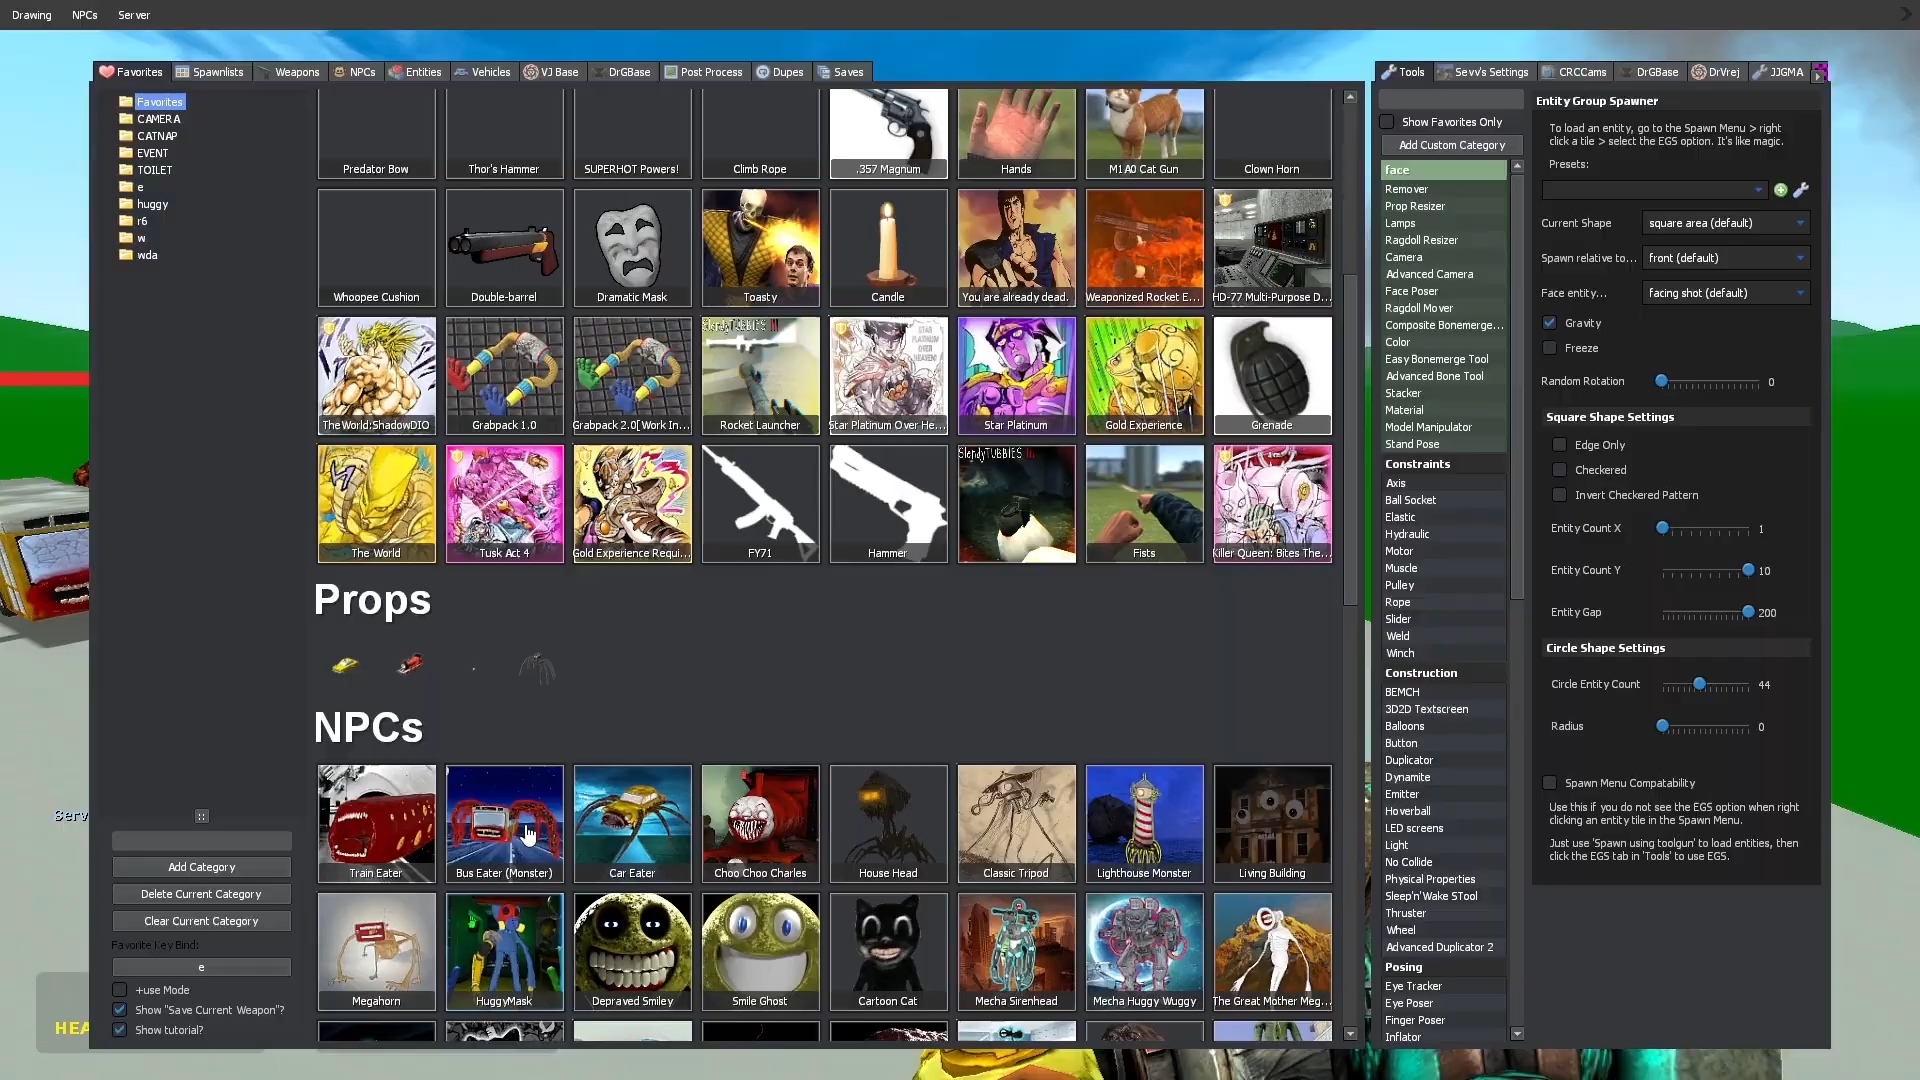 Drawing NPCs Server
Favorites Spawnlists Weapons NPCs Entities Vehicles VJ Base DrGBase Post Process Dupes Saves
Favorites
CAMERA
CATNAP
EVENT
TOILET
e
huggy
r6
w
wda
Predator Bow Thor's Hammer SUPERHOT Powers! Climb Rope .357 Magnum Hands M1A0 Cat Gun Clown Horn
Whoopee Cushion Double-barrel Dramatic Mask Toasty Candle You are already dead. Weaponized Rocket E... HD-77 Multi-Purpose D...
SlendyTUBBIES III
STAR PLATINUM OVER HEAVEN!
TheWorld:ShadowDIO Grabpack 1.0 Grabpack 2.0[Work In... Rocket Launcher Star Platinum Over He... Star Platinum Gold Experience Grenade
SlendyTUBBIES III
The World Tusk Act 4 Gold Experience Requi... FY71 Hammer Fists Killer Queen: Bites The...
Props
NPCs
Train Eater Bus Eater (Monster) Car Eater Choo Choo Charles House Head Classic Tripod Lighthouse Monster Living Building
Megahorn HuggyMask Depraved Smiley Smile Ghost Cartoon Cat Mecha Sirenhead Mecha Huggy Wuggy The Great Mother Meg...
Serv
Add Category
Delete Current Category
Clear Current Category
Favorite Key Bind:
e
+use Mode
Show "Save Current Weapon"?
Show tutorial?
HEA
Tools Sevv's Settings CRCCams DrGBase DrVrej JJGMA
Show Favorites Only
Add Custom Category
face
Remover
Prop Resizer
Lamps
Ragdoll Resizer
Camera
Advanced Camera
Face Poser
Ragdoll Mover
Composite Bonemerge...
Color
Easy Bonemerge Tool
Advanced Bone Tool
Stacker
Material
Model Manipulator
Stand Pose
Constraints
Axis
Ball Socket
Elastic
Hydraulic
Motor
Muscle
Pulley
Rope
Slider
Weld
Winch
Construction
BEMCH
3D2D Textscreen
Balloons
Button
Duplicator
Dynamite
Emitter
Hoverball
LED screens
Light
No Collide
Physical Properties
Sleep'n'Wake STool
Thruster
Wheel
Advanced Duplicator 2
Posing
Eye Tracker
Eye Poser
Finger Poser
Inflator
Entity Group Spawner
To load an entity, go to the Spawn Menu > right
click a tile > select the EGS option. It's like magic.
Presets:
Current Shape square area (default)
Spawn relative to... front (default)
Face entity... facing shot (default)
Gravity
Freeze
Random Rotation 0
Square Shape Settings
Edge Only
Checkered
Invert Checkered Pattern
Entity Count X 1
Entity Count Y 10
Entity Gap 200
Circle Shape Settings
Circle Entity Count 44
Radius 0
Spawn Menu Compatability
Use this if you do not see the EGS option when right
clicking an entity tile in the Spawn Menu.
Just use 'Spawn using toolgun' to load entities, then
click the EGS tab in 'Tools' to use EGS.